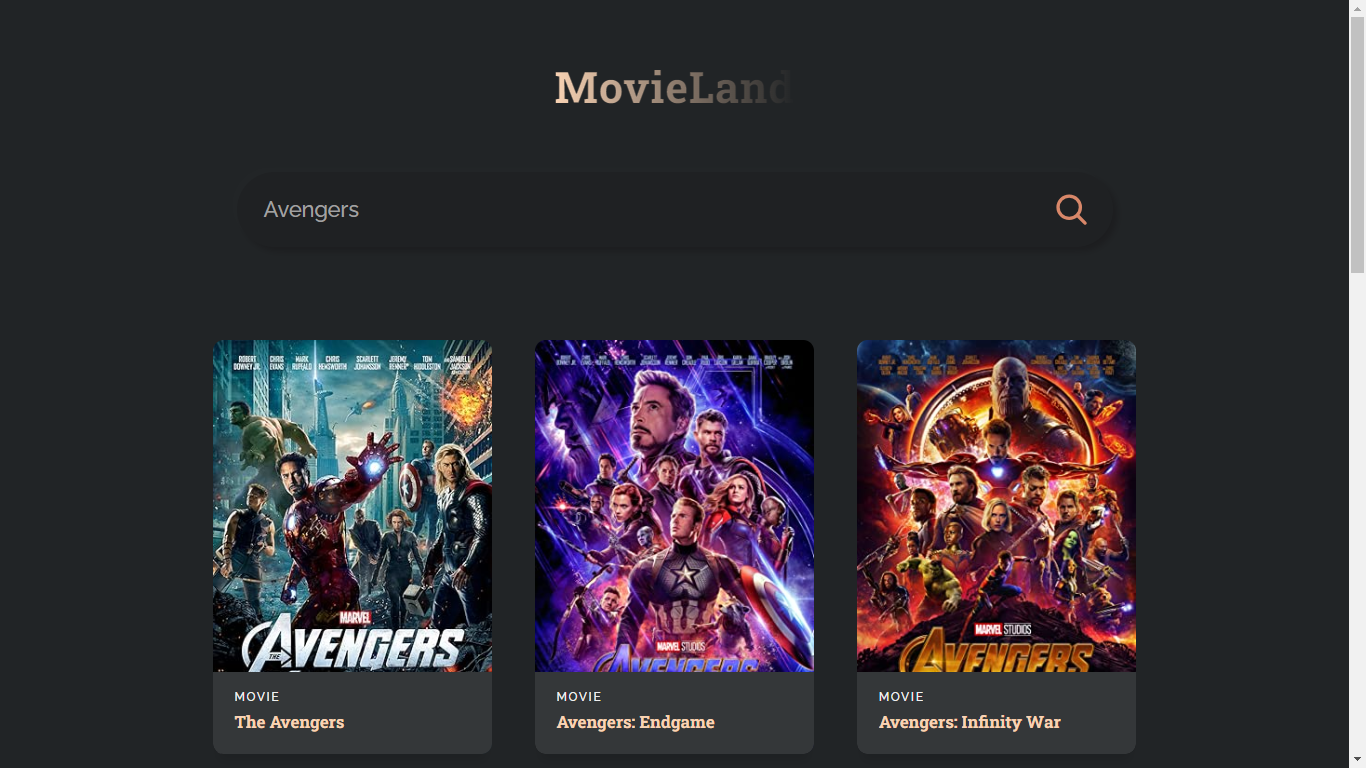 MovieLand
Avengers
ROBERT DOWNEY JR. CHRIS EVANS MARK RUFFALO CHRIS HEMSWORTH SCARLETT JOHANSSON JEREMY RENNER TOM HIDDLESTON AND SAMUEL L. JACKSON
MARVEL
THE AVENGERS
MARVEL STUDIOS
AVENGERS
MARVEL STUDIOS
AVENGERS
MOVIE
The Avengers
MOVIE
Avengers: Endgame
MOVIE
Avengers: Infinity War